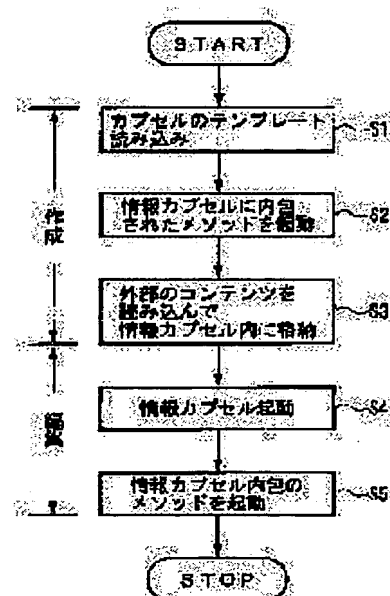 START
カプセルのテンプレート
読み込み
S1
情報カプセルに内包
されたメソッドを起動
S2
作成
外部のコンテンツを
読み込んで
情報カプセル内に格納
S3
情報カプセル起動
S4
編集
情報カプセル内包の
メソッドを起動
S5
STOP